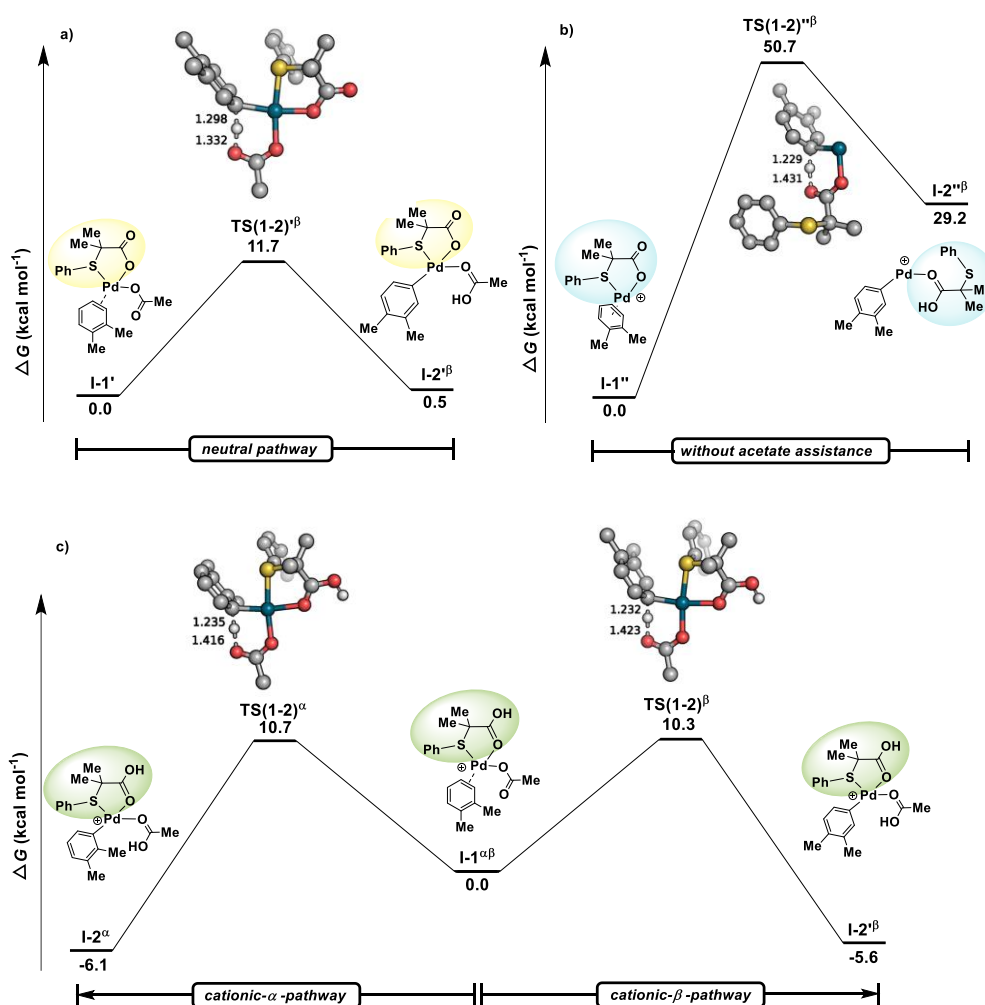 a)
△G (kcal mol⁻¹)
1.298
1.332
TS(1-2)'β
11.7
Me
Me
O
O
S
Ph
Pd
O
Me
O
Me
Me
I-1'
0.0
Me
Me
O
O
S
Ph
Pd
O
Me
HO
Me
Me
I-2'β
0.5
neutral pathway
b)
△G (kcal mol⁻¹)
TS(1-2)''β
50.7
1.229
1.431
I-2''β
29.2
Me
Me
O
O
S
Ph
Pd
⊕
Me
Me
I-1''
0.0
⊕
Pd
O
Ph
S
HO
M
Me
Me
Me
without acetate assistance
c)
△G (kcal mol⁻¹)
1.235
1.416
TS(1-2)α
10.7
1.232
1.423
TS(1-2)β
10.3
Me
Me
OH
O
S
Ph
⊕
Pd
O
Me
HO
Me
Me
I-2α
-6.1
Me
Me
OH
O
S
Ph
⊕
Pd
O
Me
O
Me
Me
I-1αβ
0.0
Me
Me
OH
O
S
Ph
⊕
Pd
O
Me
HO
Me
Me
I-2'β
-5.6
cationic-α-pathway
cationic-β-pathway